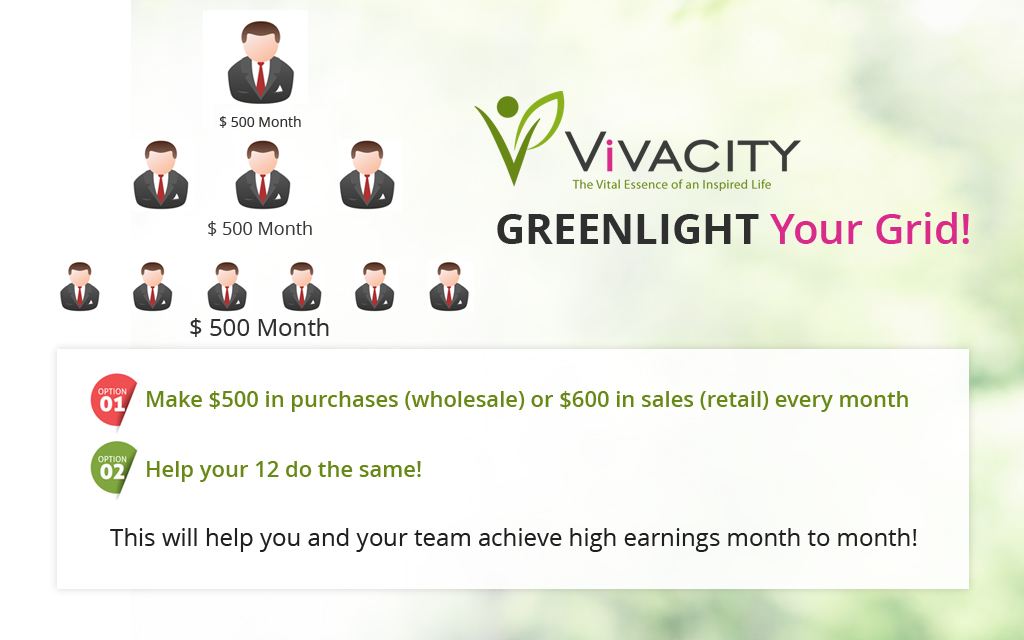 $ 500 Month
$ 500 Month
$ 500 Month
ViVACITY
The Vital Essence of an Inspired Life
GREENLIGHT Your Grid!
OPTION
01
Make $500 in purchases (wholesale) or $600 in sales (retail) every month
OPTION
02
Help your 12 do the same!
This will help you and your team achieve high earnings month to month!